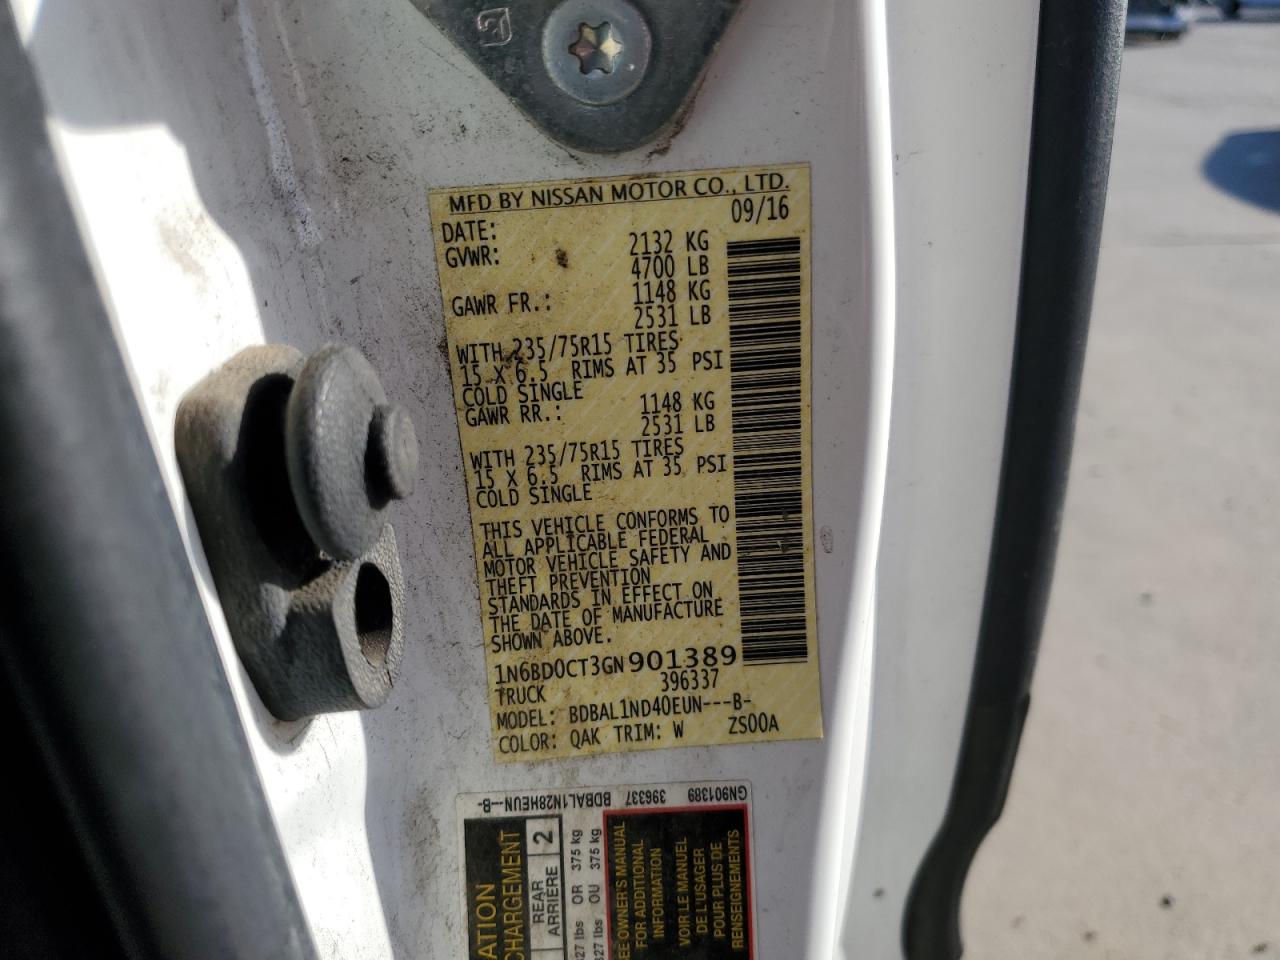 MFD BY NISSAN MOTOR CO., LTD.
DATE: 09/16
GVWR: 2132 KG
4700 LB
GAWR FR.: 1148 KG
2531 LB
WITH 235/75R15 TIRES
15 X 6.5 RIMS AT 35 PSI
COLD SINGLE
GAWR RR.: 1148 KG
2531 LB
WITH 235/75R15 TIRES
15 X 6.5 RIMS AT 35 PSI
COLD SINGLE
THIS VEHICLE CONFORMS TO
ALL APPLICABLE FEDERAL
MOTOR VEHICLE SAFETY AND
THEFT PREVENTION
STANDARDS IN EFFECT ON
THE DATE OF MANUFACTURE
SHOWN ABOVE.
1N6BD0CT3GN901389
TRUCK 396337
MODEL: BDBAL1ND40EUN---B-
COLOR: QAK TRIM: W ZS00A
GN901389 396337 BDBAL1N28HEUN---B-
CHARGEMENT
REAR
ARRIÈRE
2
OR 375 kg
OU 375 kg
OWNER'S MANUAL
FOR ADDITIONAL
INFORMATION
VOIR LE MANUEL
DE L'USAGER
POUR PLUS DE
RENSEIGNEMENTS